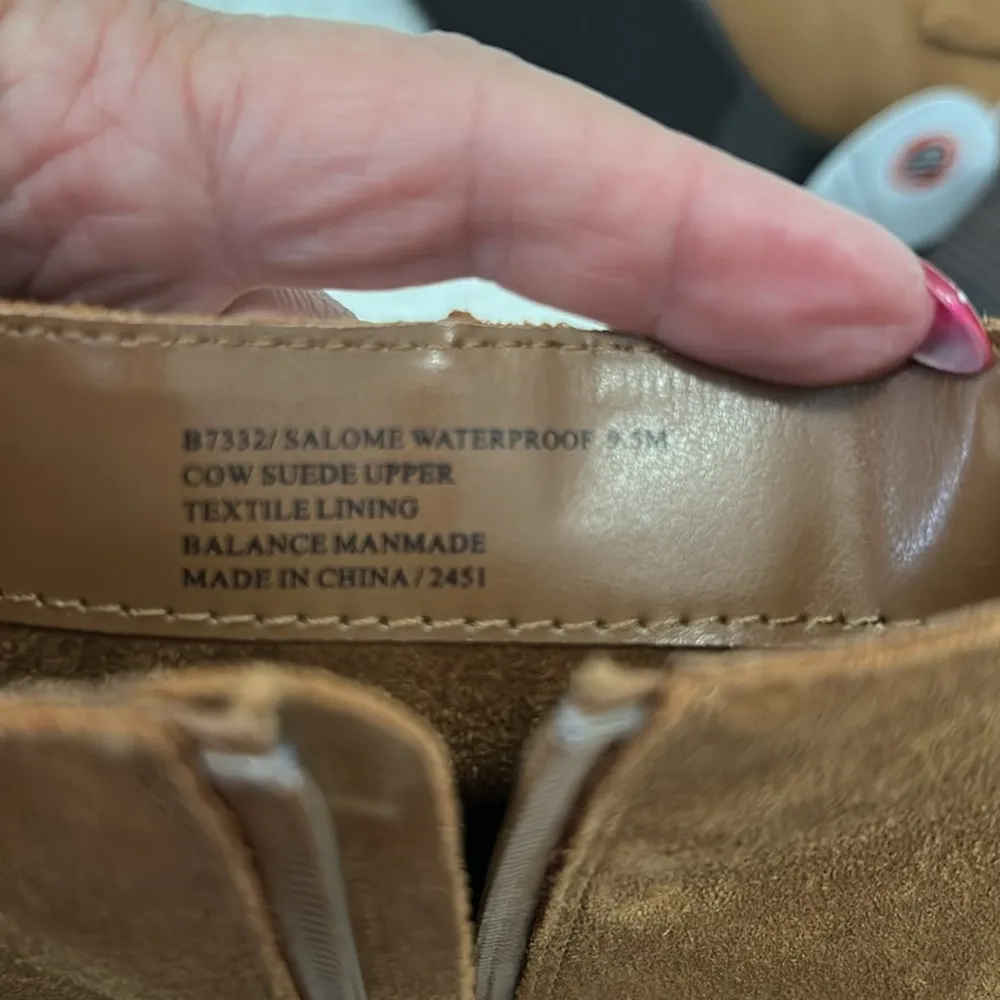 B7332/ SALOME WATERPROOF 9.5M
COW SUEDE UPPER
TEXTILE LINING
BALANCE MANMADE
MADE IN CHINA / 2451